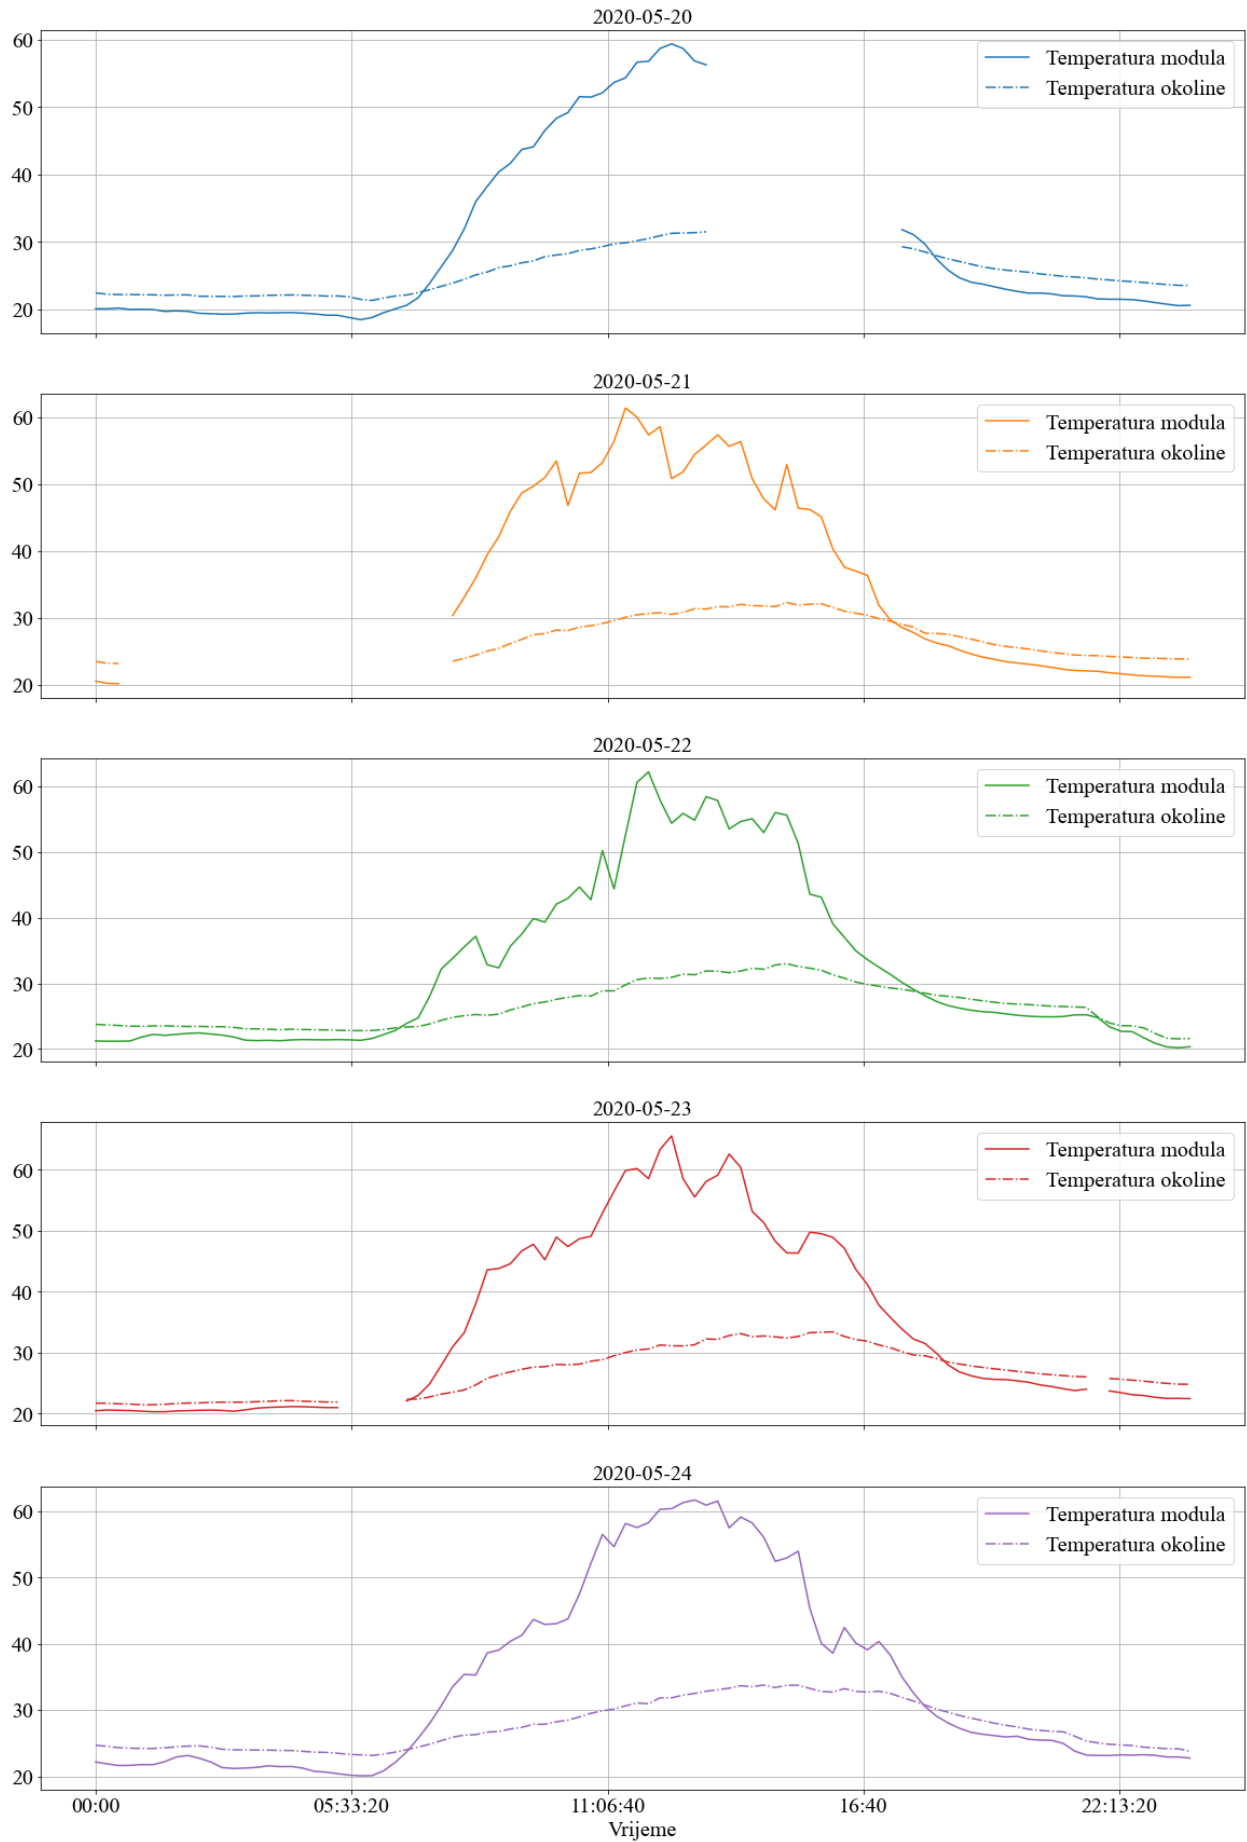 2020-05-20
60
50
40
30
20
Temperatura modula
Temperatura okoline
2020-05-21
60
50
40
30
20
Temperatura modula
Temperatura okoline
2020-05-22
60
50
40
30
20
Temperatura modula
Temperatura okoline
2020-05-23
60
50
40
30
20
Temperatura modula
Temperatura okoline
2020-05-24
60
50
40
30
20
Temperatura modula
Temperatura okoline
00:00 05:33:20 11:06:40 16:40 22:13:20
Vrijeme